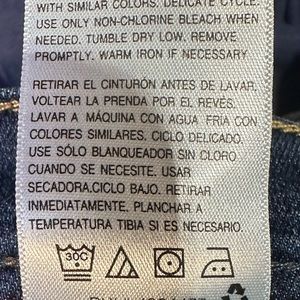 WITH SIMILAR COLORS. DELICATE CYCLE.
USE ONLY NON-CHLORINE BLEACH WHEN
NEEDED. TUMBLE DRY LOW. REMOVE
PROMPTLY. WARM IRON IF NECESSARY
RETIRAR EL CINTURÓN ANTES DE LAVAR.
VOLTEAR LA PRENDA POR EL REVES.
LAVAR A MÁQUINA CON AGUA FRIA CON
COLORES SIMILARES. CICLO DELICADO.
USE SÓLO BLANQUEADOR SIN CLORO
CUANDO SE NECESITE. USAR
SECADORA.CICLO BAJO. RETIRAR
INMEDIATAMENTE. PLANCHAR A
TEMPERATURA TIBIA SI ES NECESARIO.
30C